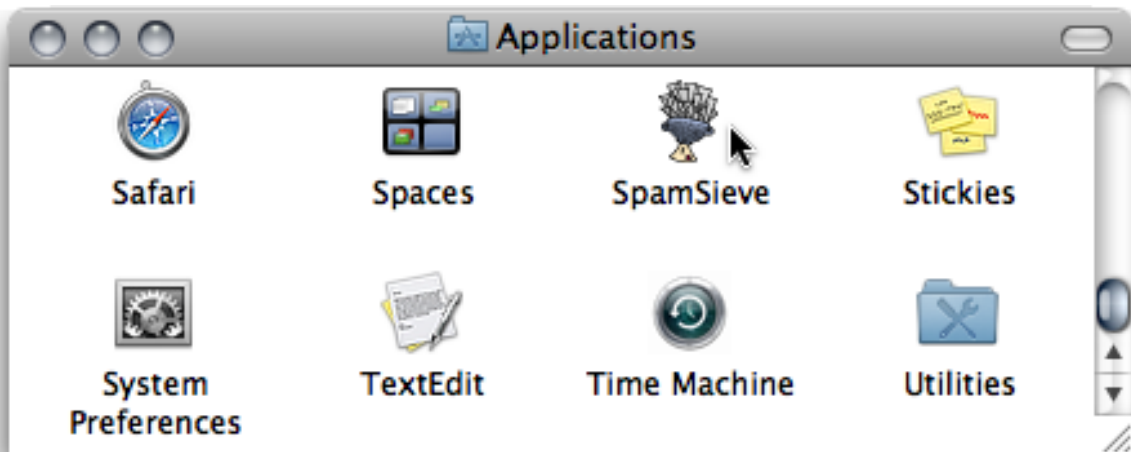 Applications
Safari
Spaces
SpamSieve
Stickies
System
Preferences
TextEdit
Time Machine
Utilities